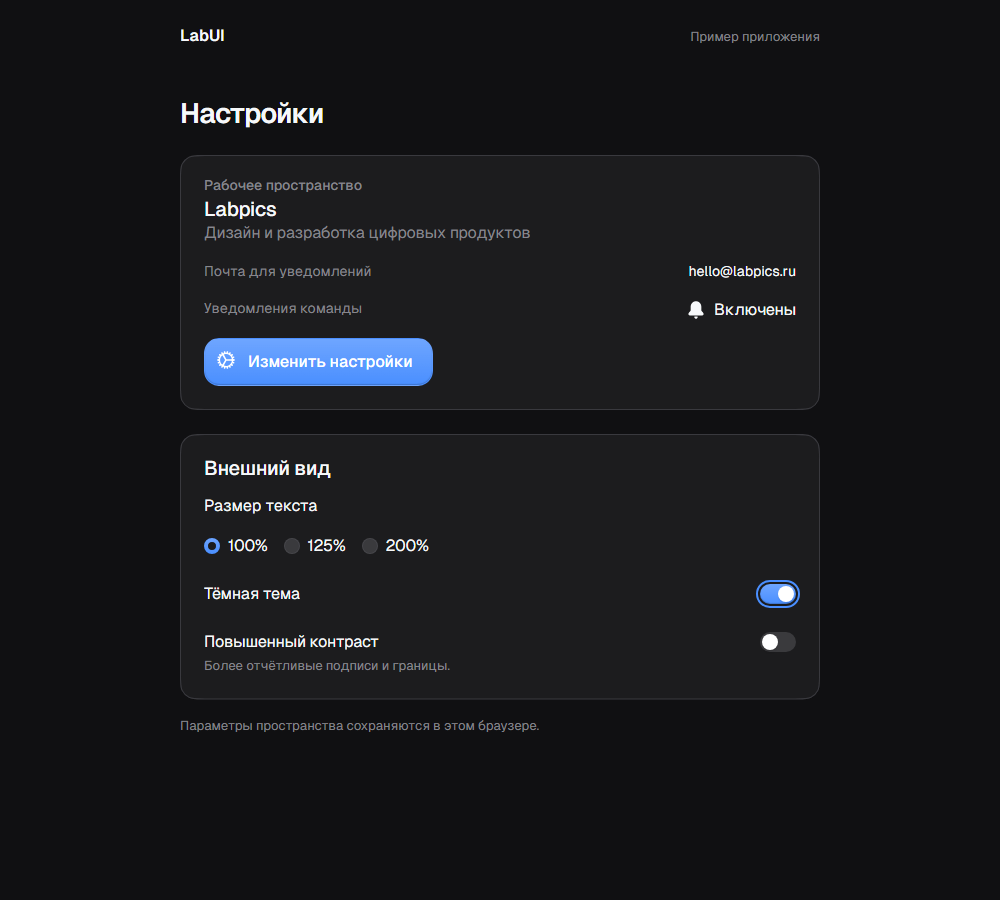 LabUI
Пример приложения
Настройки
Рабочее пространство
Labpics
Дизайн и разработка цифровых продуктов
Почта для уведомлений
hello@labpics.ru
Уведомления команды
Включены
Изменить настройки
Внешний вид
Размер текста
100% 125% 200%
Тёмная тема
Повышенный контраст
Более отчётливые подписи и границы.
Параметры пространства сохраняются в этом браузере.